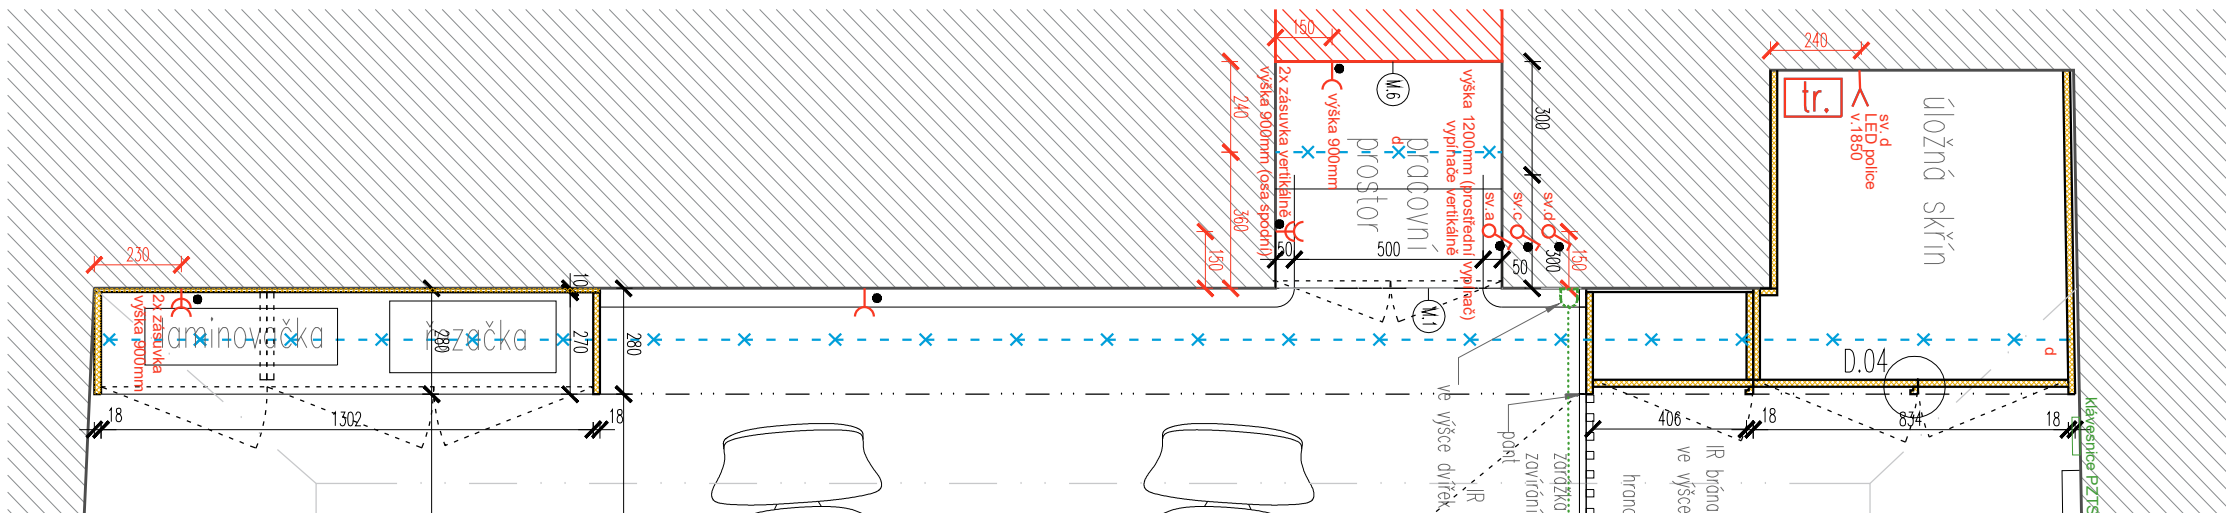 150
240
360
150
2x zásuvka vertikálně
výška 900mm (osa spodní)
výška 900mm
M.6
d
pracovní
prostor
výška 1200mm (prostřední vypínač)
vypínače vertikálně
300
sv.a
sv.c
sv.d
150
300
50
500
50
240
tr.
sv.d
LED police
v.1850
úložná skřín
230
2x zásuvka
výška 900mm
laminovačka
řezačka
10
270
280
280
18
1302
18
M.1
ve výšce dvířek
IR
pant
zarážka
zavírání
hrana
IR brána
ve výšce
406
18
834
18
D.04
d
klávesnice PZTS